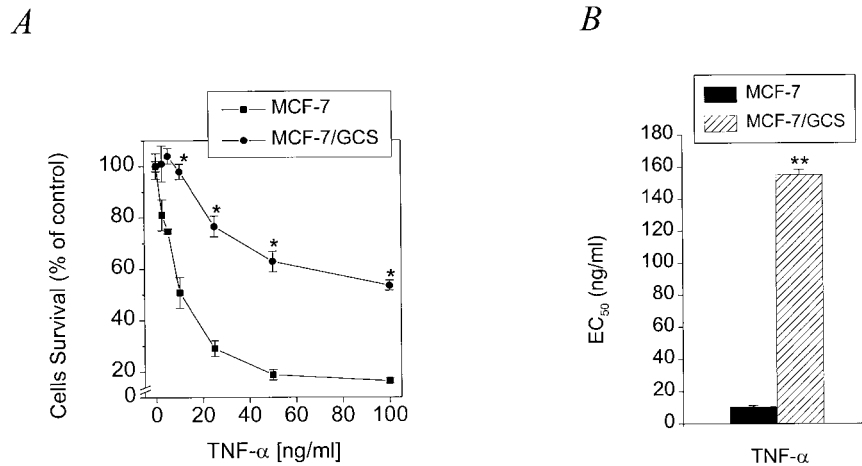 A
MCF-7
MCF-7/GCS
Cells Survival (% of control)
100
80
60
40
20
0
*
*
*
*
0
20
40
60
80
100
TNF-α [ng/ml]
B
MCF-7
MCF-7/GCS
EC50 (ng/ml)
180
160
140
120
100
80
60
40
20
0
**
TNF-α